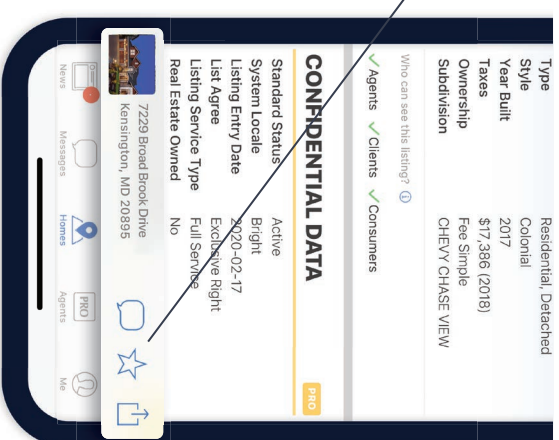 Type Residential, Detached
Style Colonial
Year Built 2017
Taxes $17,386 (2018)
Ownership Fee Simple
Subdivision CHEVY CHASE VIEW
Who can see this listing?
Agents Clients Consumers
CONFIDENTIAL DATA PRO
Standard Status Active
System Locale Bright
Listing Entry Date 2020-02-17
List Agree Exclusive Right
Listing Service Type Full Service
Real Estate Owned No
7229 Broad Brook Drive
Kensington, MD 20895
PRO
News Messages Homes Agents Me